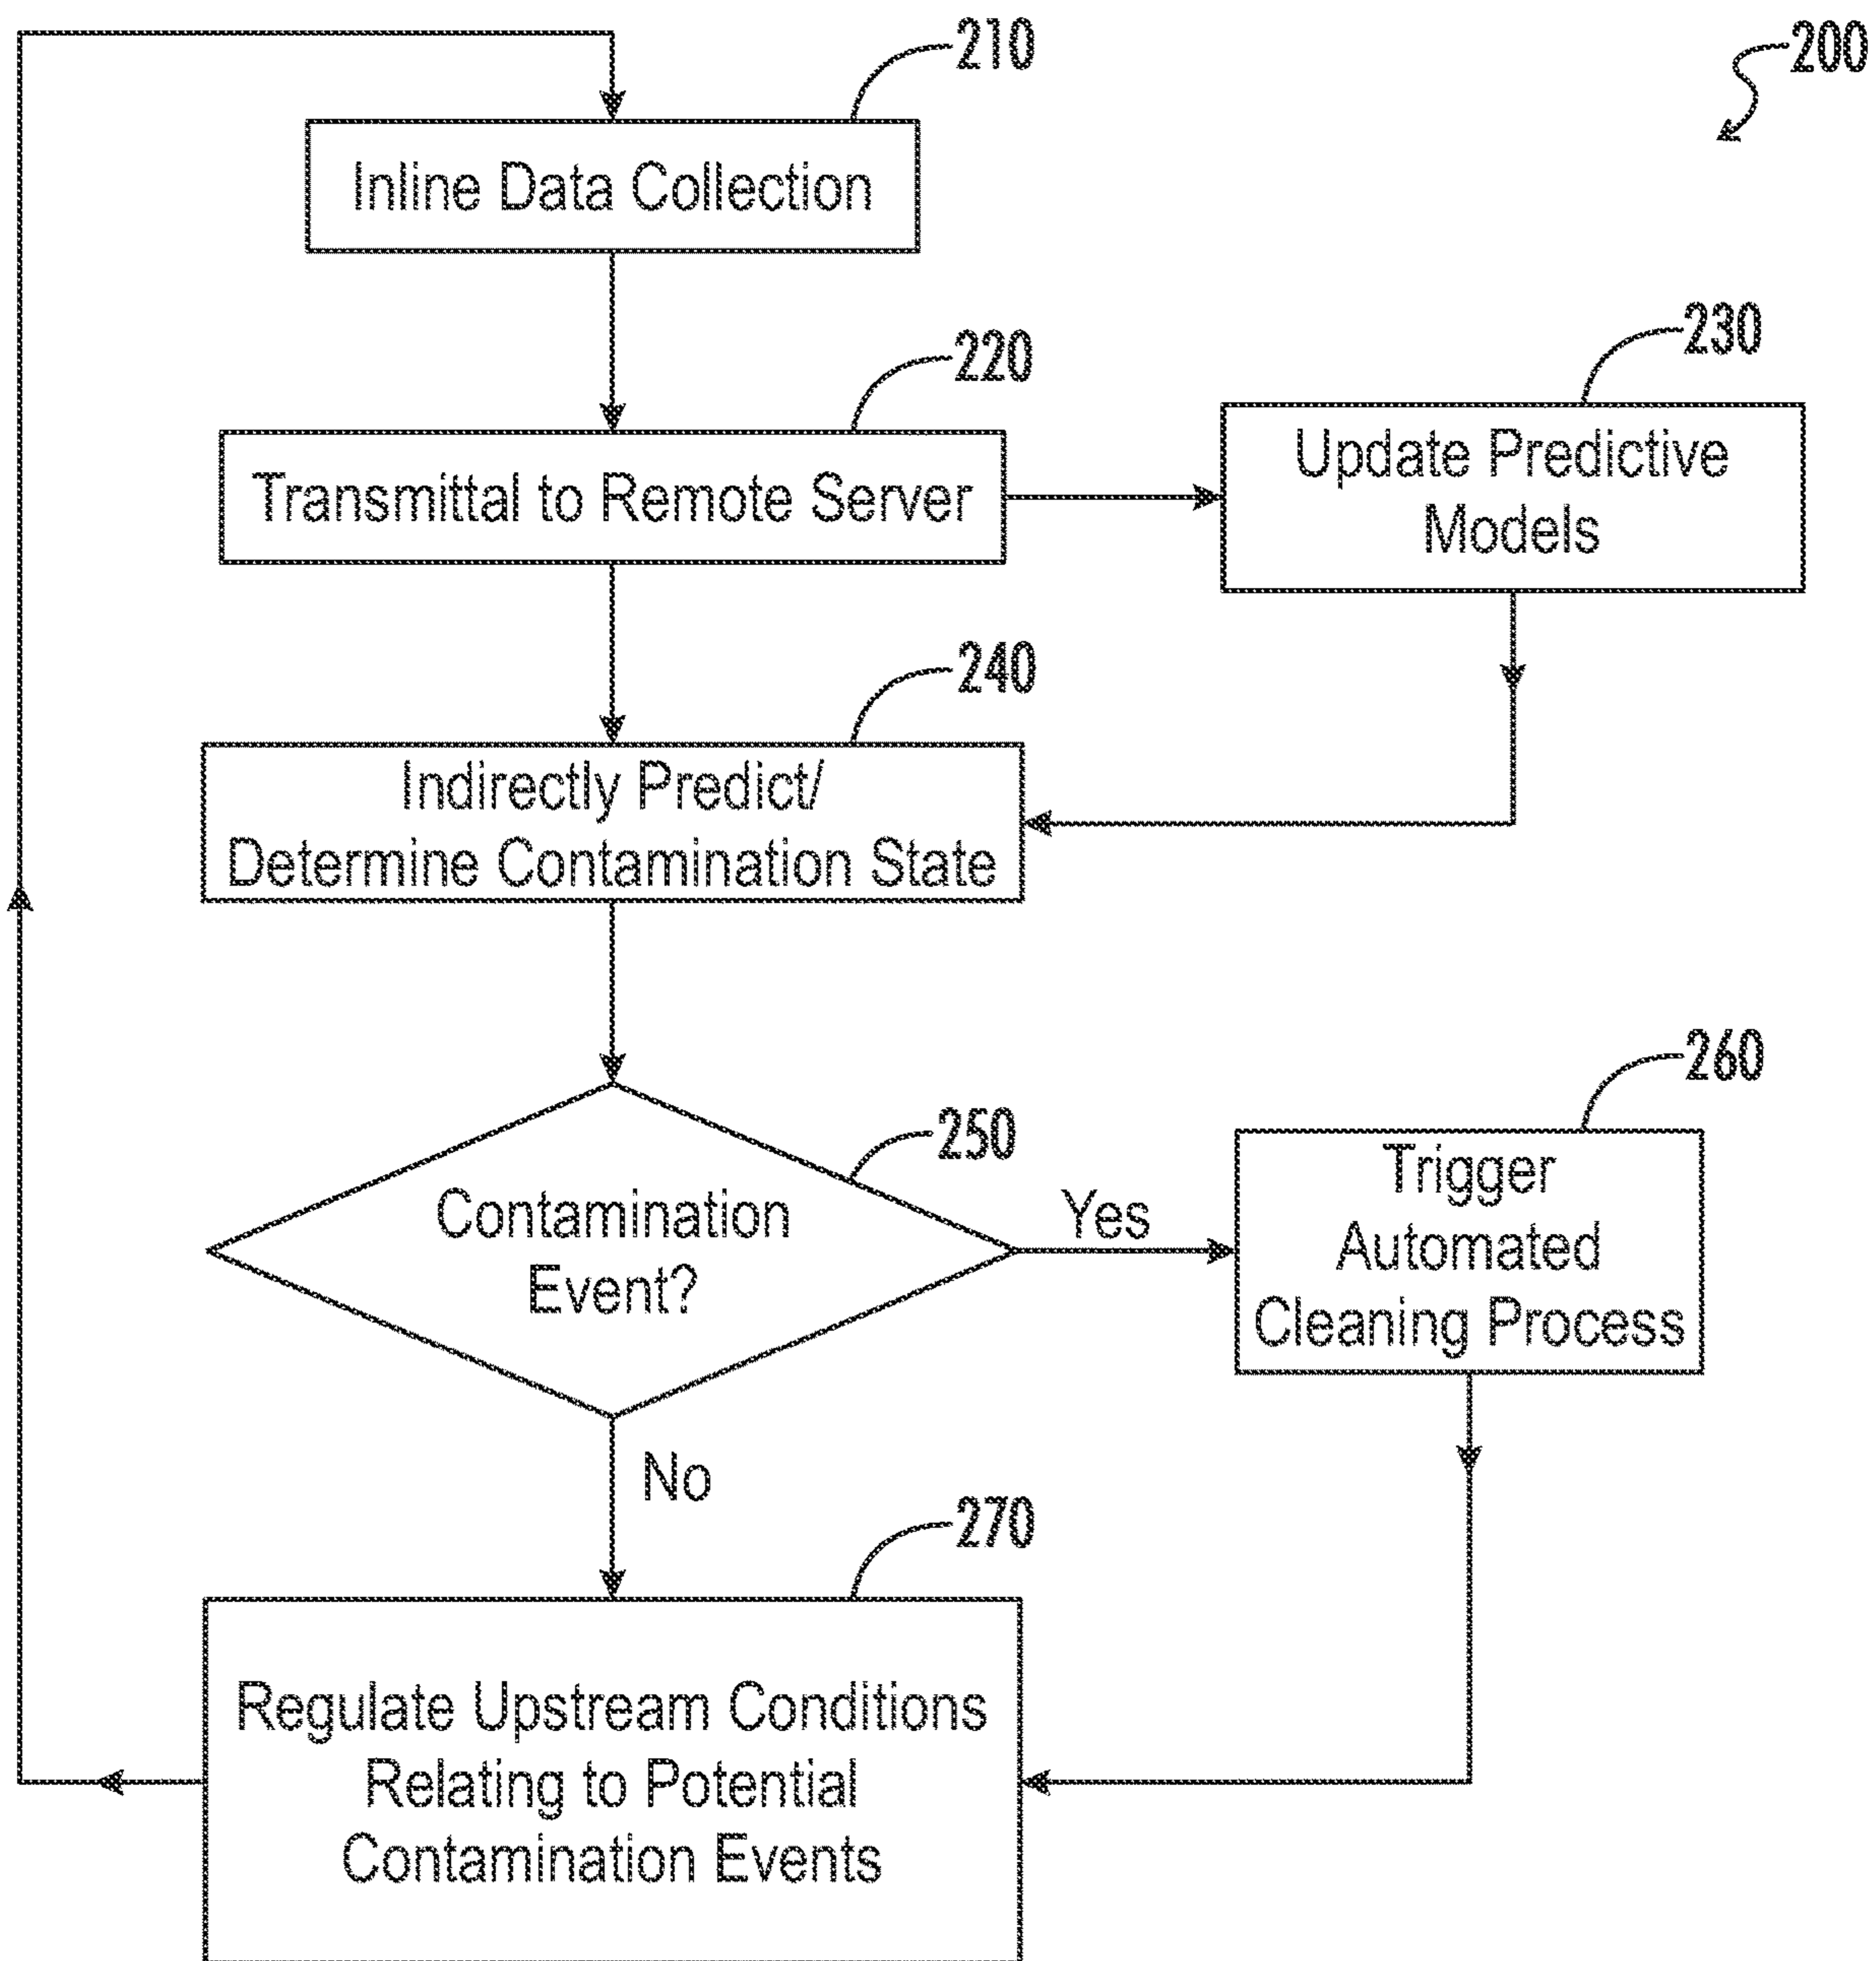 210
200
Inline Data Collection
220
230
Transmittal to Remote Server
Update Predictive
Models
240
Indirectly Predict/
Determine Contamination State
250
Contamination
Event?
Yes
260
Trigger
Automated
Cleaning Process
No
270
Regulate Upstream Conditions
Relating to Potential
Contamination Events